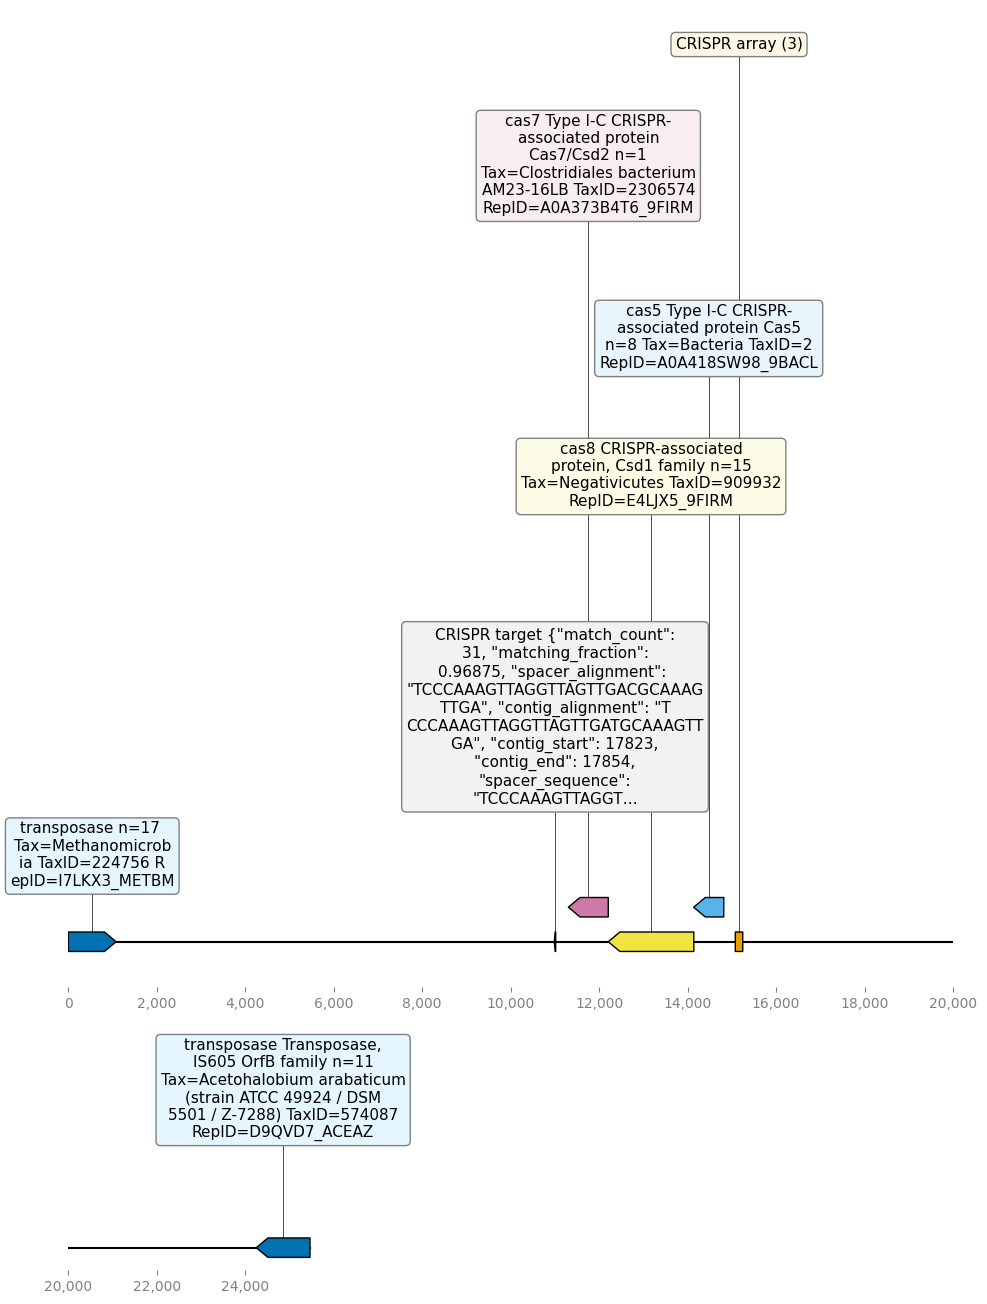 CRISPR array (3)
cas7 Type I-C CRISPR-
associated protein
Cas7/Csd2 n=1
Tax=Clostridiales bacterium
AM23-16LB TaxID=2306574
RepID=A0A373B4T6_9FIRM
cas5 Type I-C CRISPR-
associated protein Cas5
n=8 Tax=Bacteria TaxID=2
RepID=A0A418SW98_9BACL
cas8 CRISPR-associated
protein, Csd1 family n=15
Tax=Negativicutes TaxID=909932
RepID=E4LJX5_9FIRM
CRISPR target {"match_count":
31, "matching_fraction":
0.96875, "spacer_alignment":
"TCCCAAAGTTAGGTTAGTTGACGCAAAG
TTGA", "contig_alignment": "T
CCCAAAGTTAGGTTAGTTGATGCAAAGTT
GA", "contig_start": 17823,
"contig_end": 17854,
"spacer_sequence":
"TCCCAAAGTTAGGT...
transposase n=17
Tax=Methanomicrob
ia TaxID=224756 R
epID=I7LKX3_METBM
0 2,000 4,000 6,000 8,000 10,000 12,000 14,000 16,000 18,000 20,000
transposase Transposase,
IS605 OrfB family n=11
Tax=Acetohalobium arabaticum
(strain ATCC 49924 / DSM
5501 / Z-7288) TaxID=574087
RepID=D9QVD7_ACEAZ
20,000 22,000 24,000